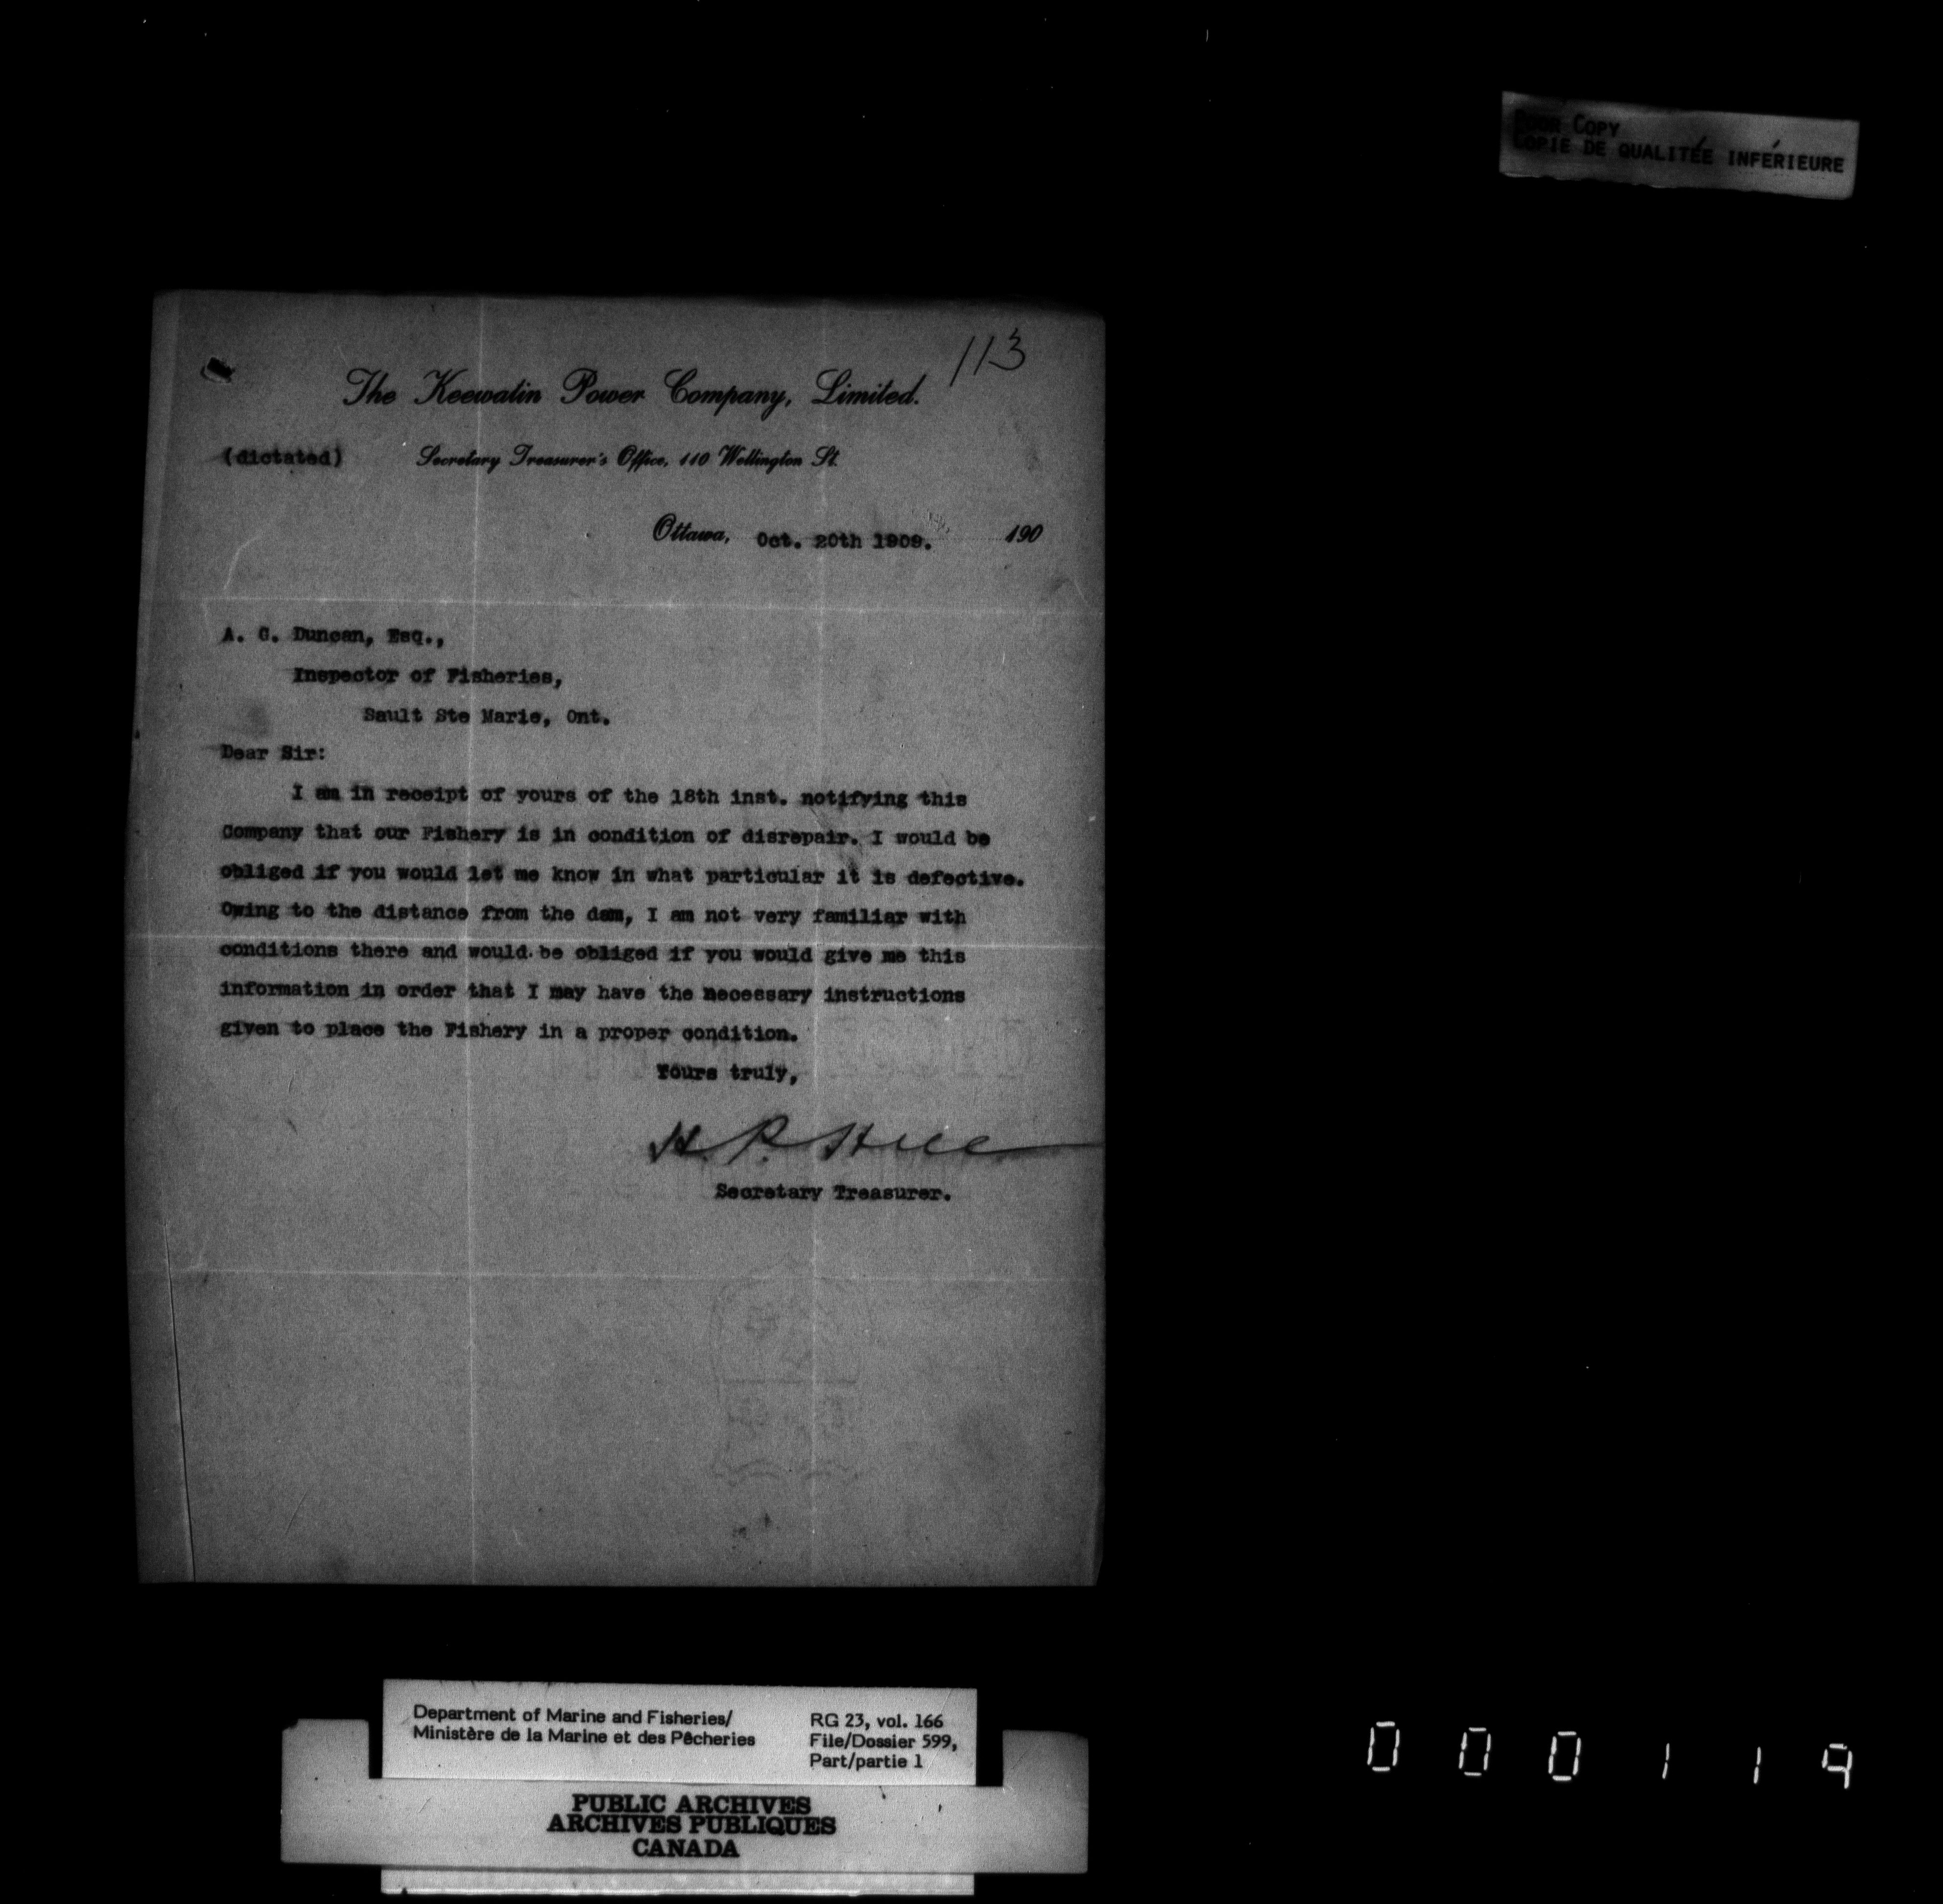 POOR COPY
COPIE DE QUALITÉE INFÉRIEURE
113
The Keewatin Power Company, Limited.
(dictated) Secretary Treasurer's Office, 110 Wellington St.
Ottawa, Oct. 20th 1909. 190
A. G. Duncan, Esq.,
Inspector of Fisheries,
Sault Ste Marie, Ont.
Dear Sir:
I am in receipt of yours of the 18th inst. notifying this
Company that our Fishery is in condition of disrepair. I would be
obliged if you would let me know in what particular it is defective.
Owing to the distance from the dam, I am not very familiar with
conditions there and would be obliged if you would give me this
information in order that I may have the necessary instructions
given to place the Fishery in a proper condition.
Yours truly,
H. P. Hill
Secretary Treasurer.
Department of Marine and Fisheries/ RG 23, vol. 166
Ministère de la Marine et des Pêcheries File/Dossier 599,
Part/partie 1
PUBLIC ARCHIVES
ARCHIVES PUBLIQUES
CANADA
000119